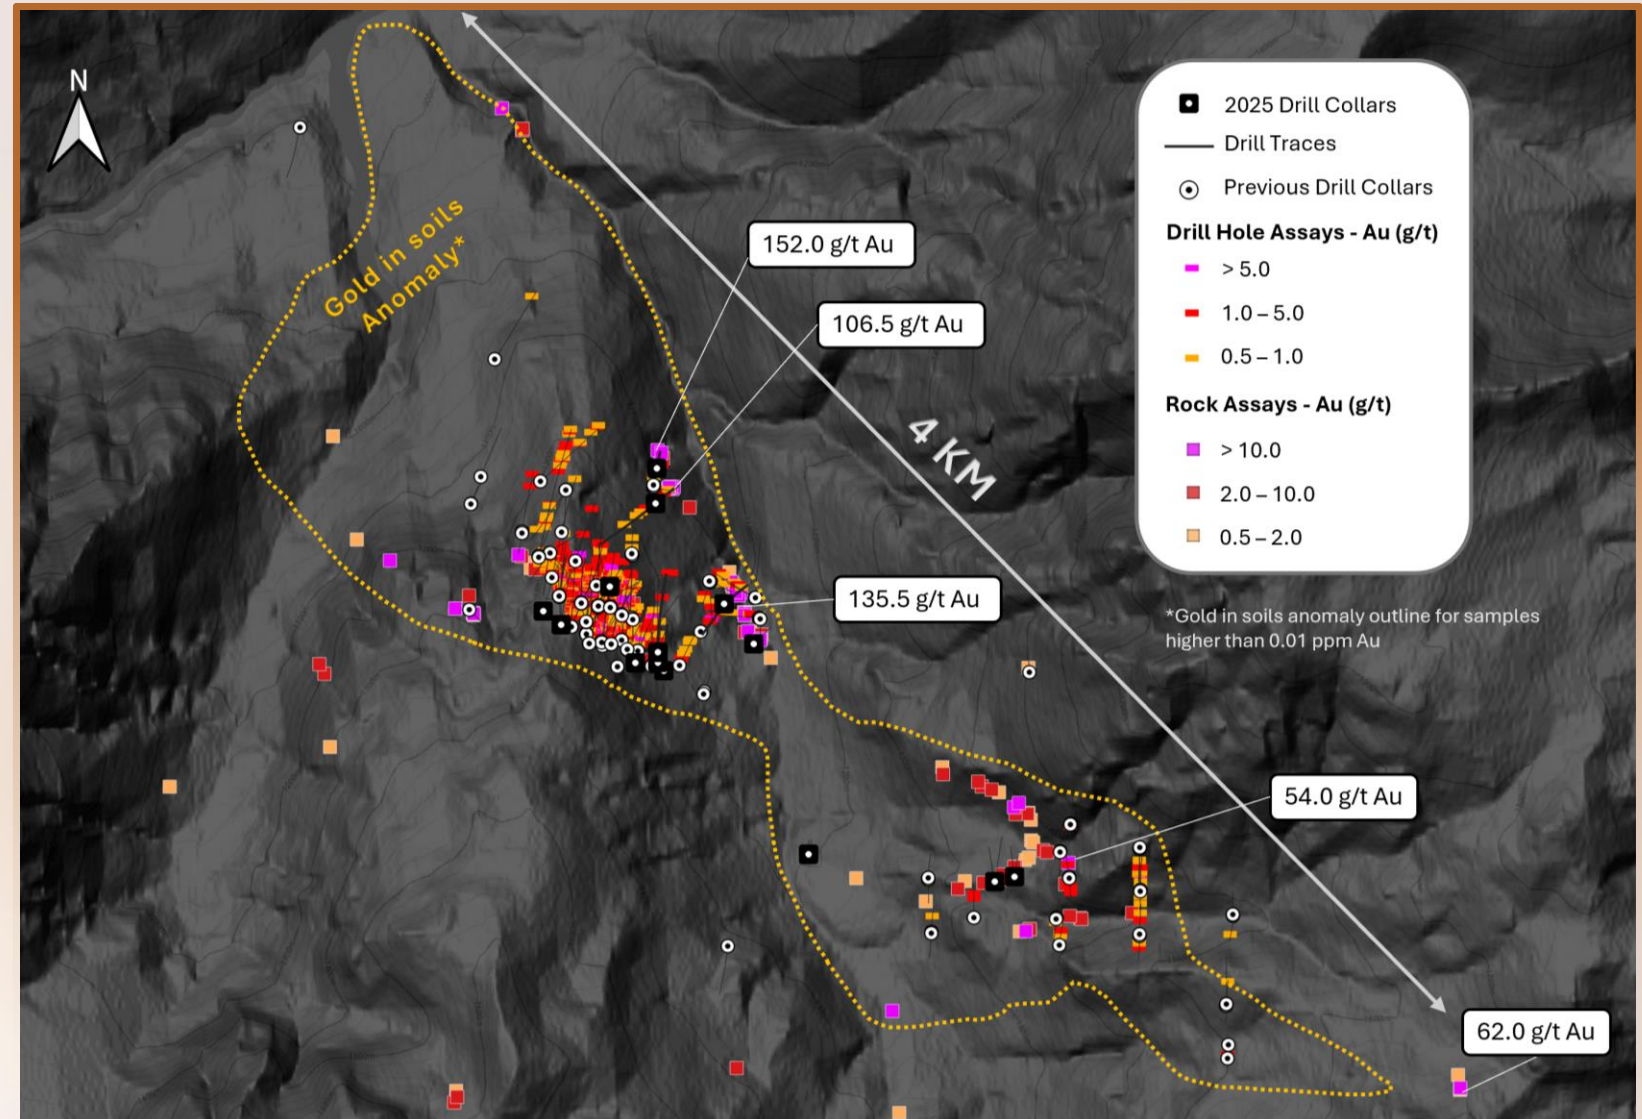 N
Gold in soils
Anomaly*
152.0 g/t Au
106.5 g/t Au
4 KM
135.5 g/t Au
54.0 g/t Au
62.0 g/t Au
2025 Drill Collars
Drill Traces
Previous Drill Collars
Drill Hole Assays - Au (g/t)
> 5.0
1.0 – 5.0
0.5 – 1.0
Rock Assays - Au (g/t)
> 10.0
2.0 – 10.0
0.5 – 2.0
*Gold in soils anomaly outline for samples
higher than 0.01 ppm Au